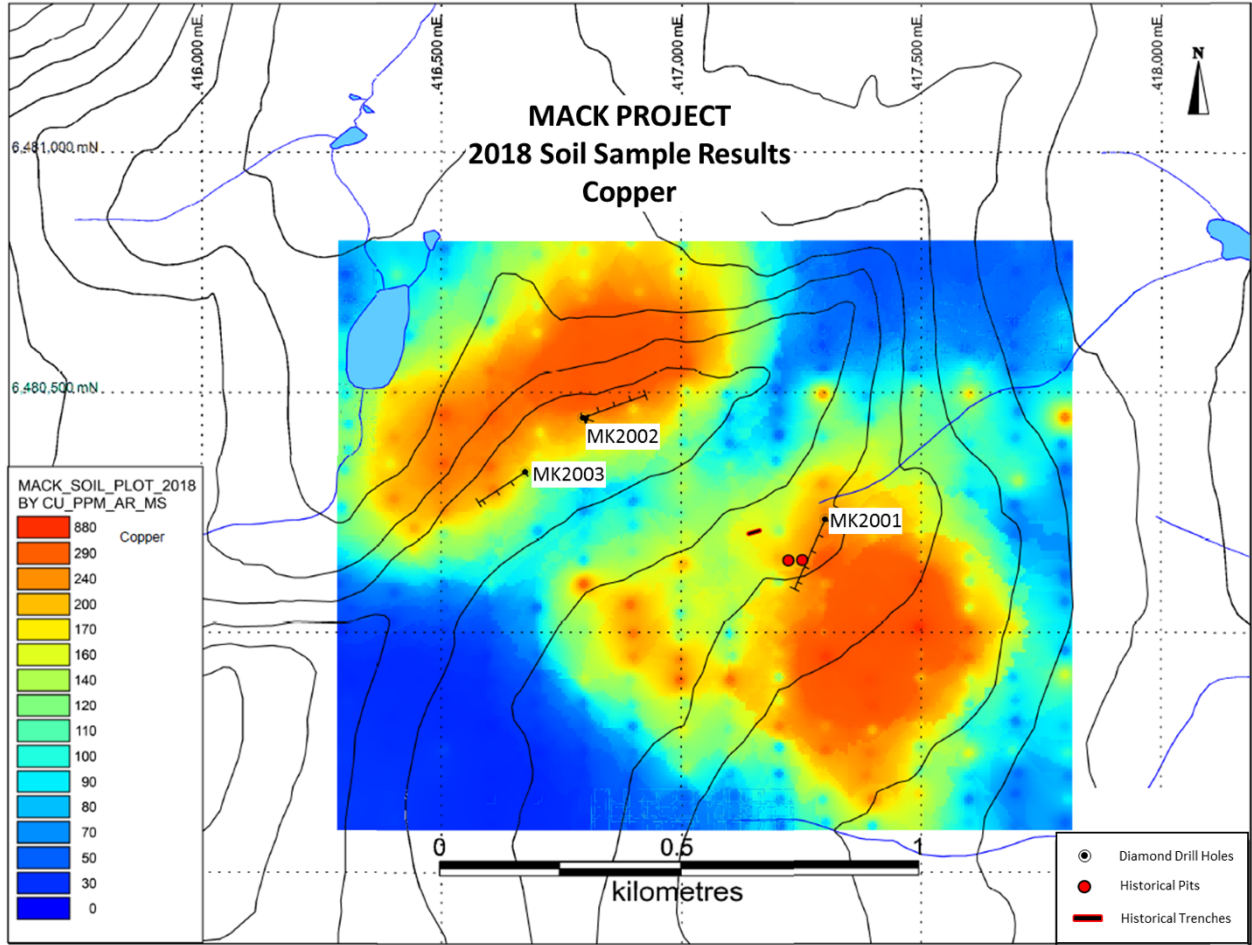 416,000 mE
416,500 mE
417,000 mE
417,500 mE
418,000 mE
N
MACK PROJECT
2018 Soil Sample Results
Copper
6,481,000 mN
6,480,500 mN
MK2002
MK2003
MK2001
MACK_SOIL_PLOT_2018
BY CU_PPM_AR_MS
Copper
880
290
240
200
170
160
140
120
110
100
90
80
70
50
30
0
0 0.5 1
kilometres
Diamond Drill Holes
Historical Pits
Historical Trenches